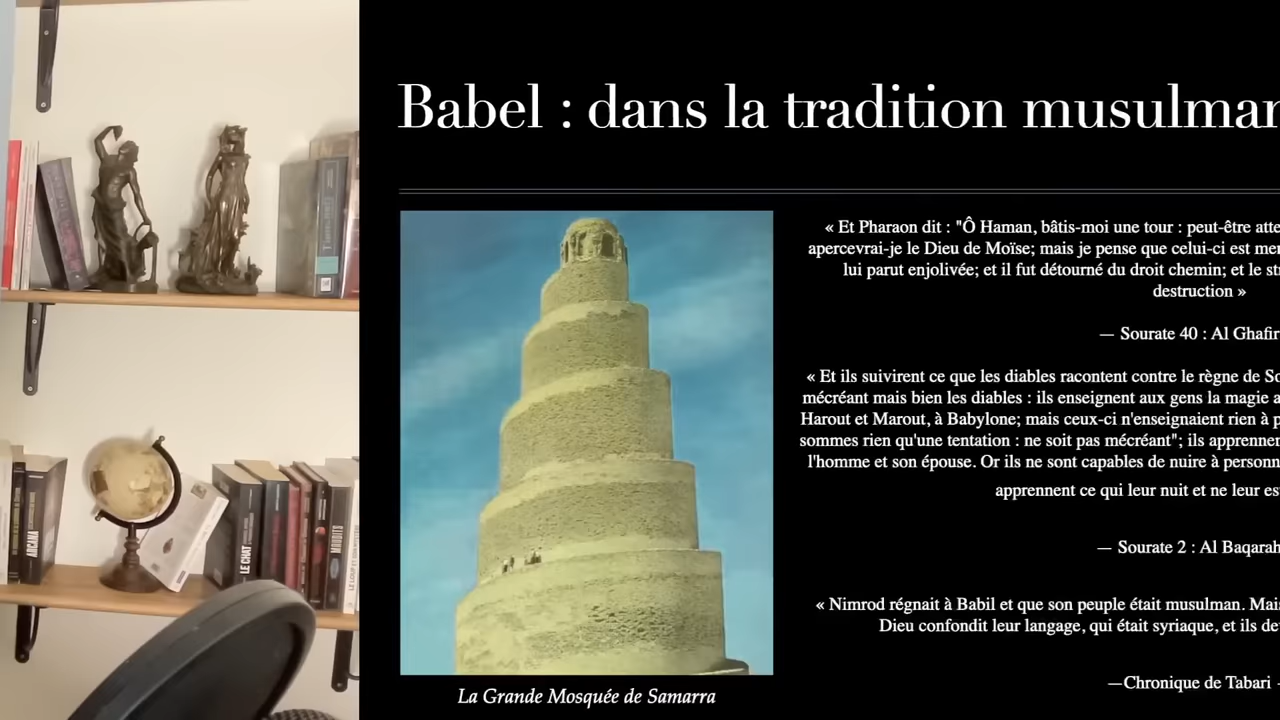 Babel : dans la tradition musulman
« Et Pharaon dit : "Ô Haman, bâtis-moi une tour : peut-être atte
apercevrai-je le Dieu de Moïse; mais je pense que celui-ci est men
lui parut enjolivée; et il fut détourné du droit chemin; et le str
destruction »
— Sourate 40 : Al Ghafir
« Et ils suivirent ce que les diables racontent contre le règne de So
mécréant mais bien les diables : ils enseignent aux gens la magie a
Harout et Marout, à Babylone; mais ceux-ci n'enseignaient rien à p
sommes rien qu'une tentation : ne soit pas mécréant"; ils apprennen
l'homme et son épouse. Or ils ne sont capables de nuire à personn
apprennent ce qui leur nuit et ne leur est
— Sourate 2 : Al Baqarah
« Nimrod régnait à Babil et que son peuple était musulman. Mais
Dieu confondit leur langage, qui était syriaque, et ils de
—Chronique de Tabari -
La Grande Mosquée de Samarra
ARCANA
LE CHAT
MAUDITS